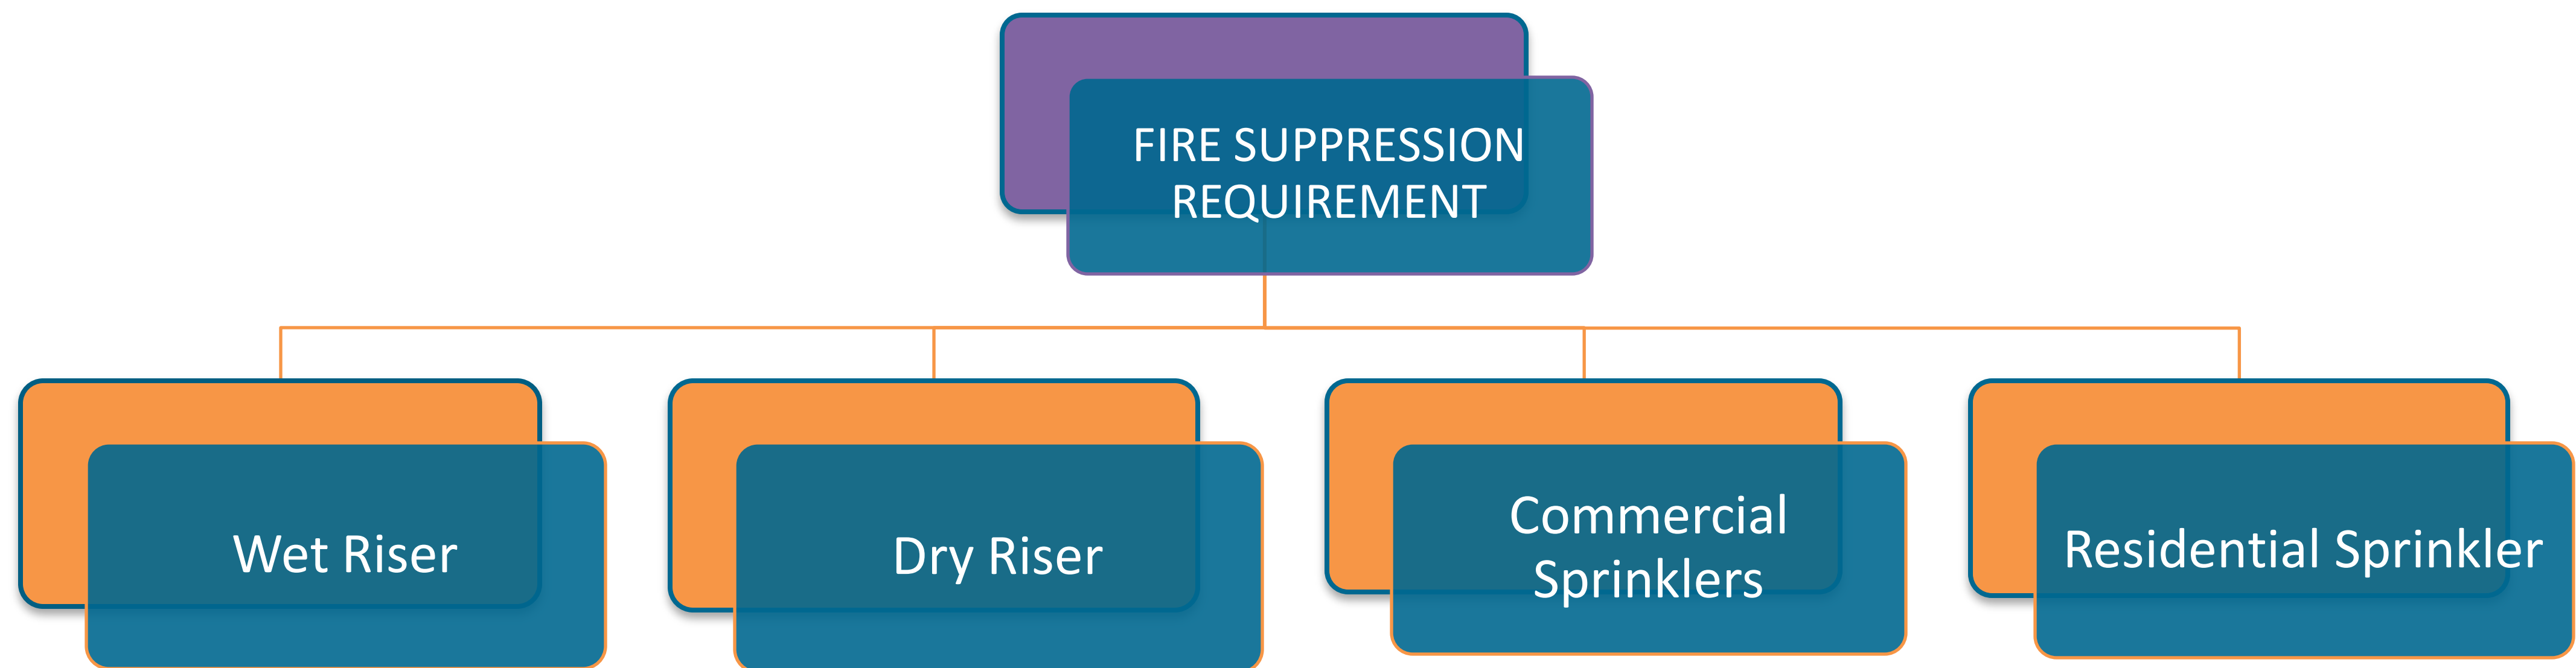 FIRE SUPPRESSION
REQUIREMENT
Wet Riser
Dry Riser
Commercial
Sprinklers
Residential Sprinkler